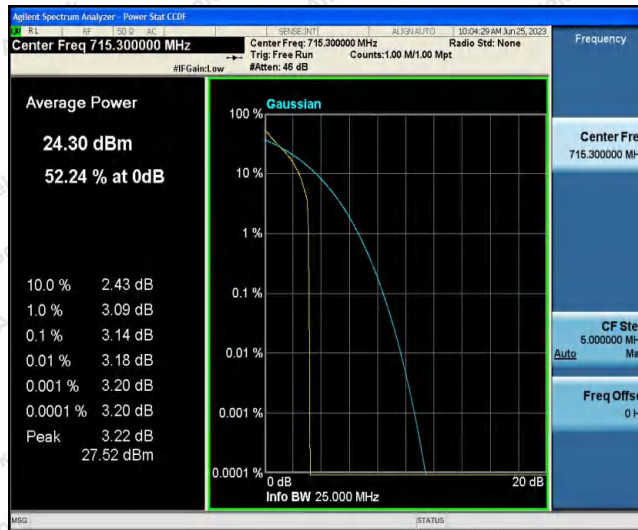 Agilent Spectrum Analyzer - Power Stat CCDF
RL RF 50 Ω AC SENSE:INT ALIGN AUTO 10:04:29 AM Jun 25, 2023
Center Freq 715.300000 MHz
Center Freq: 715.300000 MHz Radio Std: None
Trig: Free Run Counts:1.00 M/1.00 Mpt
#IFGain:Low #Atten: 46 dB
Frequency
Average Power
24.30 dBm
52.24 % at 0dB
10.0 % 2.43 dB
1.0 % 3.09 dB
0.1 % 3.14 dB
0.01 % 3.18 dB
0.001 % 3.20 dB
0.0001 % 3.20 dB
Peak 3.22 dB
27.52 dBm
Gaussian
100 %
10 %
1 %
0.1 %
0.01 %
0.001 %
0.0001 %
0 dB 20 dB
Info BW 25.000 MHz
Center Fre
715.300000 MH
CF Ste
5.000000 MH
Auto Ma
Freq Offse
0 H
MSG STATUS